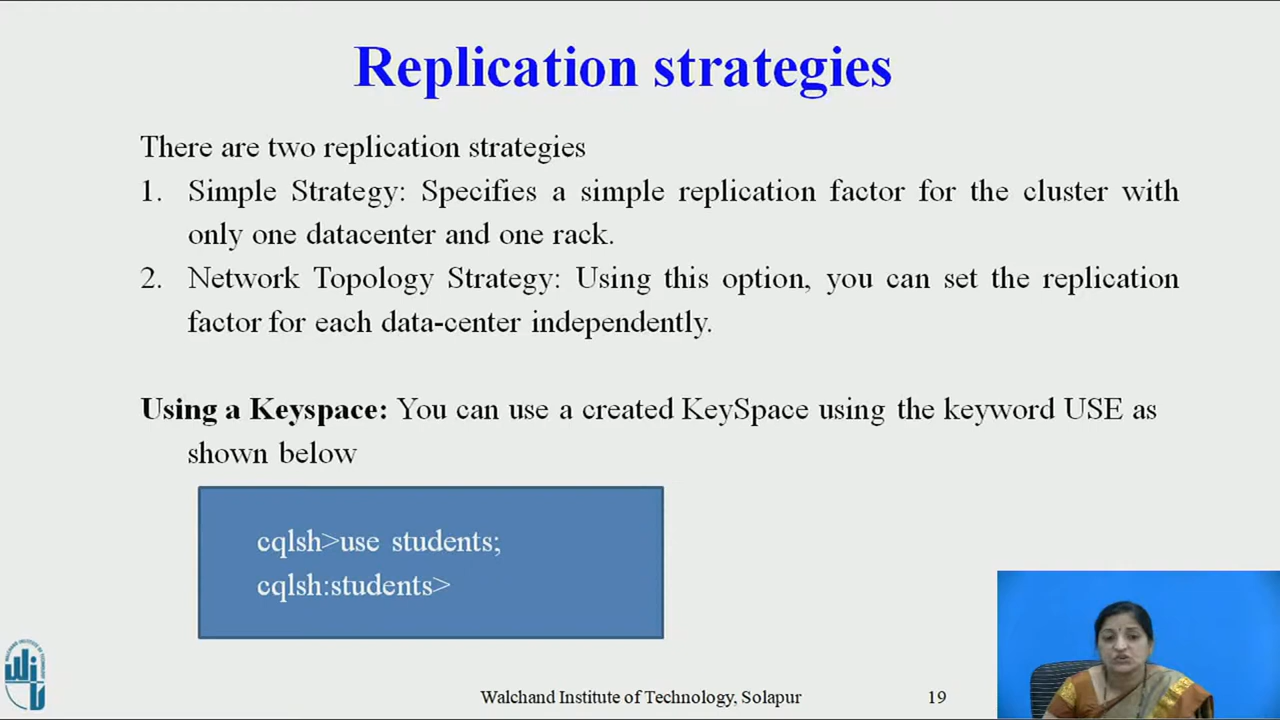 Replication strategies
There are two replication strategies
1. Simple Strategy: Specifies a simple replication factor for the cluster with
only one datacenter and one rack.
2. Network Topology Strategy: Using this option, you can set the replication
factor for each data-center independently.
Using a Keyspace: You can use a created KeySpace using the keyword USE as
shown below
cqlsh>use students;
cqlsh:students>
Walchand Institute of Technology, Solapur 19